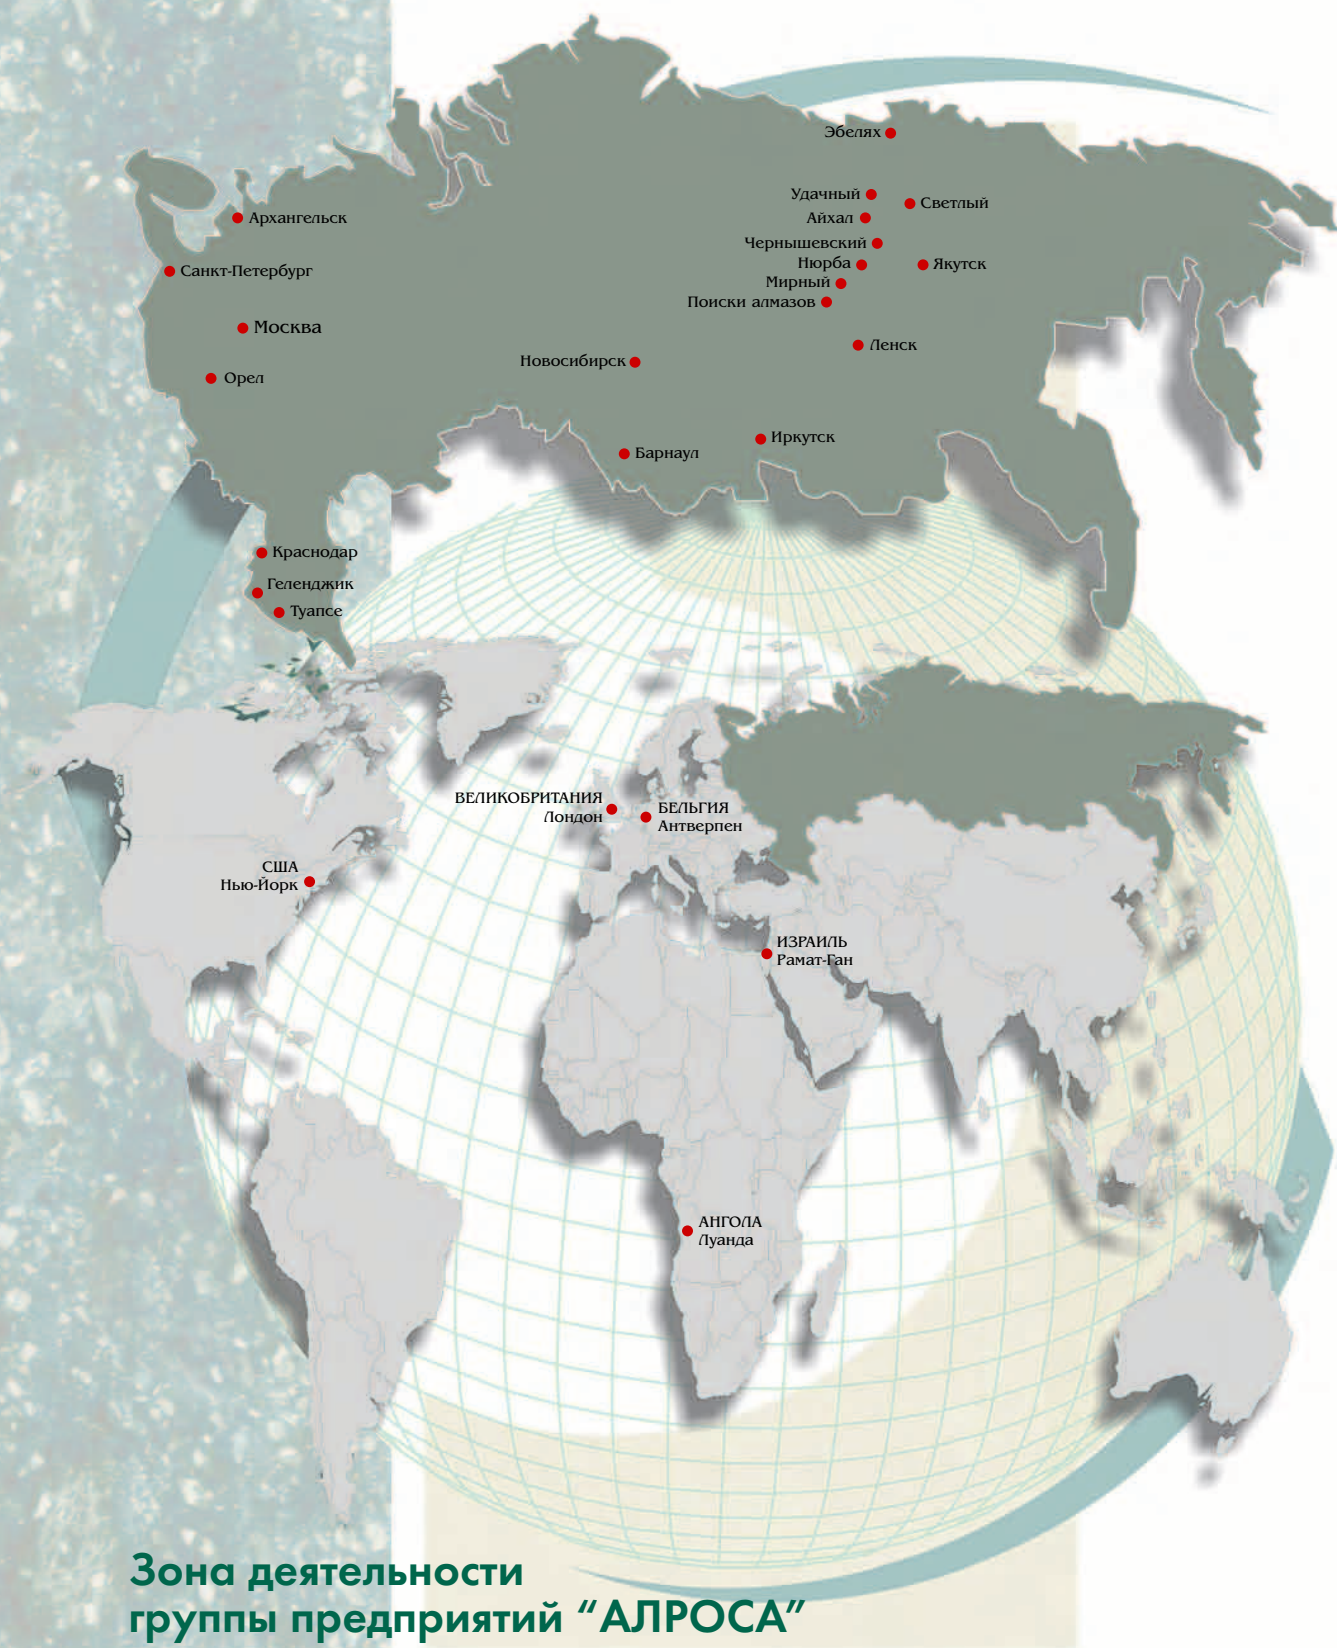 Эбелях
Удачный
Светлый
Айхал
Архангельск
Чернышевский
Нюрба
Якутск
Санкт-Петербург
Мирный
Поиски алмазов
Москва
Ленск
Новосибирск
Орел
Иркутск
Барнаул
Краснодар
Геленджик
Туапсе
ВЕЛИКОБРИТАНИЯ
Лондон
БЕЛЬГИЯ
Антверпен
США
Нью-Йорк
ИЗРАИЛЬ
Рамат-Ган
АНГОЛА
Луанда
Зона деятельности
группы предприятий “АЛРОСА”